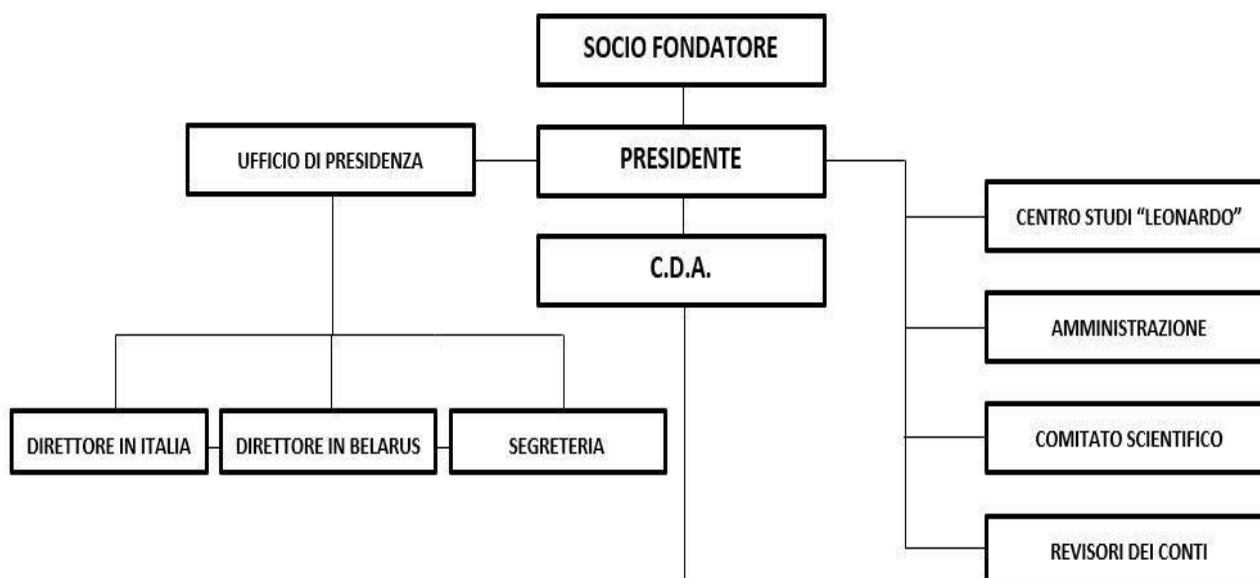 SOCIO FONDATORE
UFFICIO DI PRESIDENZA
PRESIDENTE
C.D.A.
CENTRO STUDI “LEONARDO”
AMMINISTRAZIONE
COMITATO SCIENTIFICO
REVISORI DEI CONTI
DIRETTORE IN ITALIA
DIRETTORE IN BELARUS
SEGRETERIA